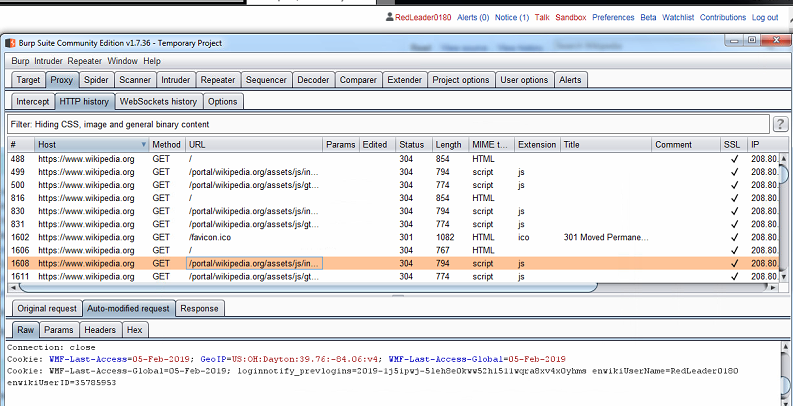 RedLeader0180 Alerts (0) Notice (1) Talk Sandbox Preferences Beta Watchlist Contributions Log out
Burp Suite Community Edition v1.7.36 - Temporary Project
Burp Intruder Repeater Window Help
Target Proxy Spider Scanner Intruder Repeater Sequencer Decoder Comparer Extender Project options User options Alerts
Intercept HTTP history WebSockets history Options
Filter: Hiding CSS, image and general binary content ?
# Host Method URL Params Edited Status Length MIME t... Extension Title Comment SSL IP
488 https://www.wikipedia.org GET / 304 854 HTML ✓ 208.80.
499 https://www.wikipedia.org GET /portal/wikipedia.org/assets/js/in... 304 794 script js ✓ 208.80.
500 https://www.wikipedia.org GET /portal/wikipedia.org/assets/js/gt... 304 774 script js ✓ 208.80.
816 https://www.wikipedia.org GET / 304 854 HTML ✓ 208.80.
830 https://www.wikipedia.org GET /portal/wikipedia.org/assets/js/in... 304 794 script js ✓ 208.80.
831 https://www.wikipedia.org GET /portal/wikipedia.org/assets/js/gt... 304 774 script js ✓ 208.80.
1602 https://www.wikipedia.org GET /favicon.ico 301 1082 HTML ico 301 Moved Permane... ✓ 208.80.
1606 https://www.wikipedia.org GET / 304 767 HTML ✓ 208.80.
1608 https://www.wikipedia.org GET /portal/wikipedia.org/assets/js/in... 304 794 script js ✓ 208.80.
1611 https://www.wikipedia.org GET /portal/wikipedia.org/assets/js/gt... 304 774 script js ✓ 208.80.
Original request Auto-modified request Response
Raw Params Headers Hex
Connection: close
Cookie: WMF-Last-Access=05-Feb-2019; GeoIP=US:OH:Dayton:39.76:-84.06:v4; WMF-Last-Access-Global=05-Feb-2019
Cookie: WMF-Last-Access-Global=05-Feb-2019; enwikiUserName=RedLeader0180
enwikiUserID=35785953